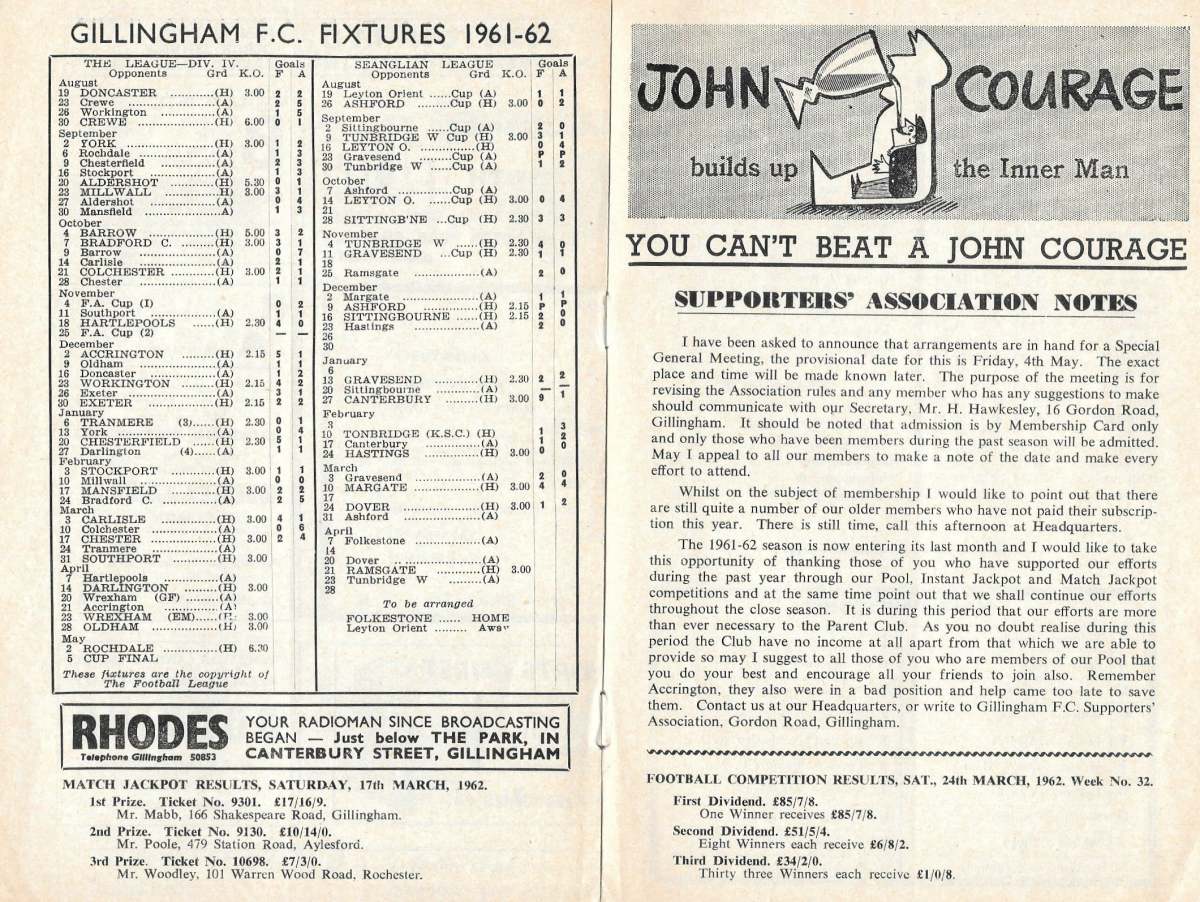 GILLINGHAM F.C. FIXTURES 1961-62
THE LEAGUE—DIV. IV. Goals
Opponents Grd K.O. F A
August
19 DONCASTER ..........(H) 3.00 2 2
23 Crewe ..................(A) 2 5
26 Workington ............(A) 1 5
30 CREWE ................(H) 6.00 0 1
September
2 YORK ..................(H) 3.00 1 2
6 Rochdale ..............(A) 1 3
9 Chesterfield ...........(A) 2 3
16 Stockport ..............(A) 1 3
20 ALDERSHOT ..........(H) 5.30 0 1
23 MILLWALL ............H) 3.00 3 1
27 Aldershot ..............(A) 0 4
30 Mansfield ..............A) 1 3
October
4 BARROW ..............(H) 5.00 3 2
7 BRADFORD C. ........(H) 3.00 3 1
9 Barrow ................(A) 0 7
14 Carlisle ................(A) 2 1
21 COLCHESTER ..........(H) 3.00 2 1
28 Chester ................(A) 1 1
November
4 F.A. Cup (I) 0 2
11 Southport ..............(A) 1 1
18 HARTLEPOOLS ......(H) 2.30 4 0
25 F.A. Cup (2) — —
December
2 ACCRINGTON ..........(H) 2.15 5 1
9 Oldham ................(A) 1 1
16 Doncaster ..............(A) 1 2
23 WORKINGTON ........(H) 2.15 4 2
26 Exeter ..................(A) 3 1
30 EXETER ................(H) 2.15 2 2
January
6 TRANMERE (3)......(H) 2.30 0 1
13 York ..................(A) 0 4
20 CHESTERFIELD ......(H) 2.30 5 1
27 Darlington (4)......(A) 1 1
February
3 STOCKPORT ..........(H) 3.00 1 1
10 Millwall ................(A) 0 0
17 MANSFIELD ............(H) 3.00 2 2
24 Bradford C. ............(A) 2 5
March
3 CARLISLE ..............(H) 3.00 4 1
10 Colchester ..............(A) 0 6
17 CHESTER ..............(H) 3.00 2 4
24 Tranmere ..............(A)
31 SOUTHPORT ..........(H) 3.00
April
7 Hartlepools ............(A)
14 DARLINGTON ..........(H) 3.00
20 Wrexham (GF) ........(A)
21 Accrington ............(A)
23 WREXHAM (EM)...... 3.00
28 OLDHAM ..............(H) 3.00
May
2 ROCHDALE ............(H) 6.30
5 CUP FINAL
These fixtures are the copyright of
The Football League
SEANGLIAN LEAGUE Goals
Opponents Grd K.O. F A
August
19 Leyton Orient ......Cup (A) 1 1
26 ASHFORD ........Cup (H) 3.00 0 2
September
2 Sittingbourne ......Cup (A) 2 0
9 TUNBRIDGE W Cup (H) 3.00 3 1
16 LEYTON O. ............(H) 0 4
23 Gravesend ........Cup (A) P P
30 Tunbridge W ......Cup (A) 1 2
October
7 Ashford ............Cup (A)
14 LEYTON O. ......Cup (H) 3.00 0 4
21
28 SITTINGB'NE ...Cup (H) 2.30 3 3
November
4 TUNBRIDGE W ......(H) 2.30 4 0
11 GRAVESEND ...Cup (H) 2.30 1 1
18
25 Ramsgate ..............(A) 2 0
December
2 Margate ................(A) 1 1
9 ASHFORD ..............(H) 2.15 P P
16 SITTINGBOURNE ......(H) 2.15 2 0
23 Hastings ..............(A) 2 0
26
30
January
6
13 GRAVESEND ..........(H) 2.30 2 2
20 Sittingbourne ..........(A) — —
27 CANTERBURY ........(H) 3.00 9 1
February
3
10 TONBRIDGE (K.S.C.) (H) 1 3
17 Canterbury ............(A) 1 2
24 HASTINGS ............(H) 3.00 0 0
March
3 Gravesend ............(A) 2 0
10 MARGATE ............(H) 3.00 4 4
17
24 DOVER ................(H) 3.00 1 2
31 Ashford ................(A)
April
7 Folkestone ............(A)
14
20 Dover ..................(A)
21 RAMSGATE ............(H) 3.00
23 Tunbridge W ..........(A)
28
To be arranged
FOLKESTONE ...... HOME
Leyton Orient ......... Away
RHODES
Telephone Gillingham 50853
YOUR RADIOMAN SINCE BROADCASTING
BEGAN — Just below THE PARK, IN
CANTERBURY STREET, GILLINGHAM
MATCH JACKPOT RESULTS, SATURDAY, 17th MARCH, 1962.
1st Prize. Ticket No. 9301. £17/16/9.
Mr. Mabb, 166 Shakespeare Road, Gillingham.
2nd Prize. Ticket No. 9130. £10/14/0.
Mr. Poole, 479 Station Road, Aylesford.
3rd Prize. Ticket No. 10698. £7/3/0.
Mr. Woodley, 101 Warren Wood Road, Rochester.
JOHN COURAGE
builds up the Inner Man
YOU CAN'T BEAT A JOHN COURAGE
SUPPORTERS' ASSOCIATION NOTES
I have been asked to announce that arrangements are in hand for a Special
General Meeting, the provisional date for this is Friday, 4th May. The exact
place and time will be made known later. The purpose of the meeting is for
revising the Association rules and any member who has any suggestions to make
should communicate with our Secretary, Mr. H. Hawkesley, 16 Gordon Road,
Gillingham. It should be noted that admission is by Membership Card only
and only those who have been members during the past season will be admitted.
May I appeal to all our members to make a note of the date and make every
effort to attend.
Whilst on the subject of membership I would like to point out that there
are still quite a number of our older members who have not paid their subscrip-
tion this year. There is still time, call this afternoon at Headquarters.
The 1961-62 season is now entering its last month and I would like to take
this opportunity of thanking those of you who have supported our efforts
during the past year through our Pool, Instant Jackpot and Match Jackpot
competitions and at the same time point out that we shall continue our efforts
throughout the close season. It is during this period that our efforts are more
than ever necessary to the Parent Club. As you no doubt realise during this
period the Club have no income at all apart from that which we are able to
provide so may I suggest to all those of you who are members of our Pool that
you do your best and encourage all your friends to join also. Remember
Accrington, they also were in a bad position and help came too late to save
them. Contact us at our Headquarters, or write to Gillingham F.C. Supporters'
Association, Gordon Road, Gillingham.
FOOTBALL COMPETITION RESULTS, SAT., 24th MARCH, 1962. Week No. 32.
First Dividend. £85/7/8.
One Winner receives £85/7/8.
Second Dividend. £51/5/4.
Eight Winners each receive £6/8/2.
Third Dividend. £34/2/0.
Thirty three Winners each receive £1/0/8.